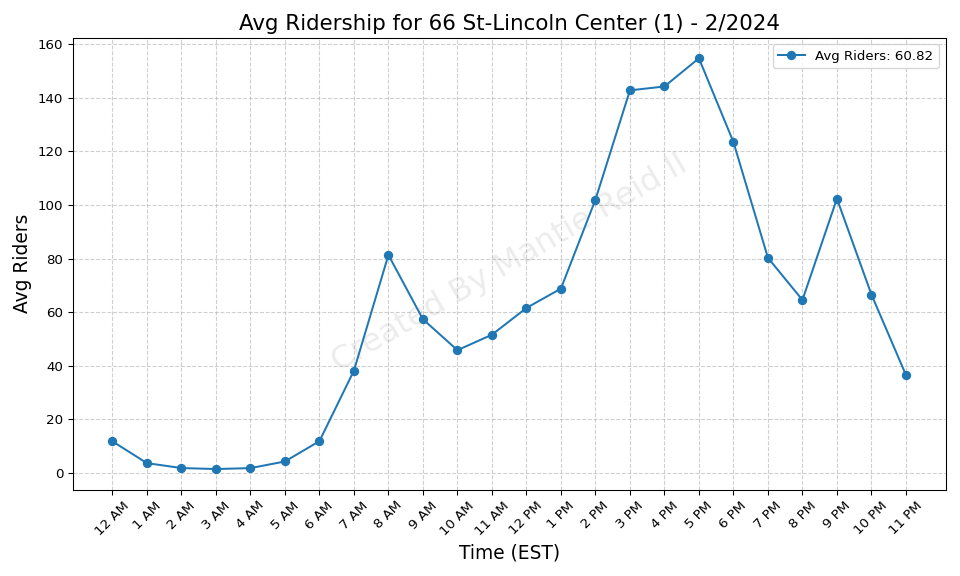 Avg Ridership for 66 St-Lincoln Center (1) - 2/2024
Avg Riders: 60.82
160
140
120
100
80
60
40
20
0
Avg Riders
Created By Mantie Reid II
12 AM
1 AM
2 AM
3 AM
4 AM
5 AM
6 AM
7 AM
8 AM
9 AM
10 AM
11 AM
12 PM
1 PM
2 PM
3 PM
4 PM
5 PM
6 PM
7 PM
8 PM
9 PM
10 PM
11 PM
Time (EST)